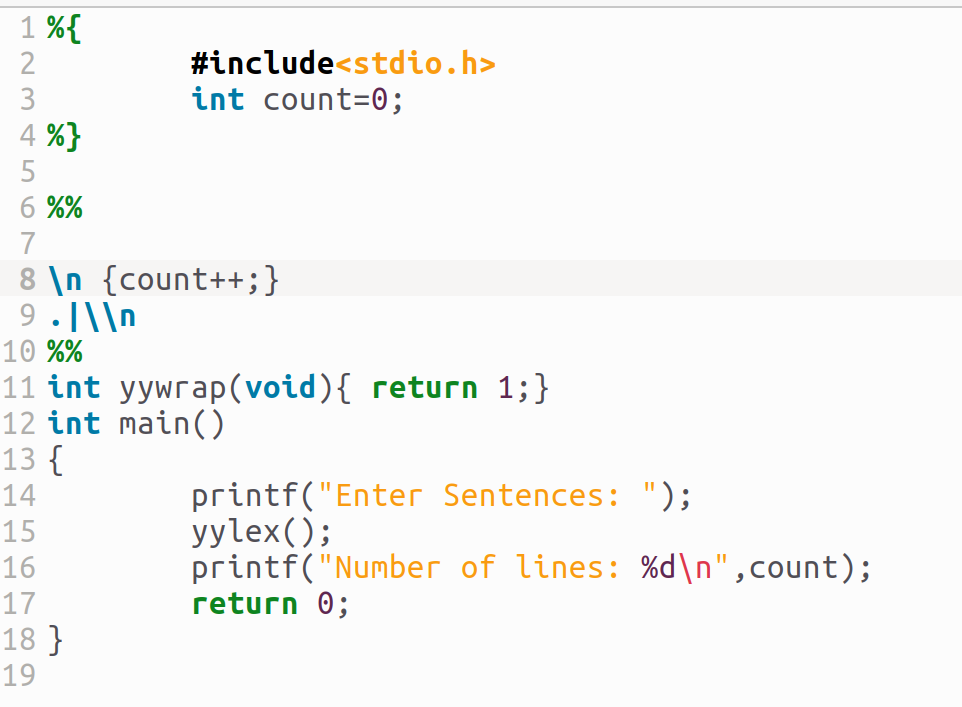 1 %{
2 #include<stdio.h>
3 int count=0;
4 %}
5
6 %%
7
8 \n {count++;}
9 .|\\n
10 %%
11 int yywrap(void){ return 1;}
12 int main()
13 {
14 printf("Enter Sentences: ");
15 yylex();
16 printf("Number of lines: %d\n",count);
17 return 0;
18 }
19